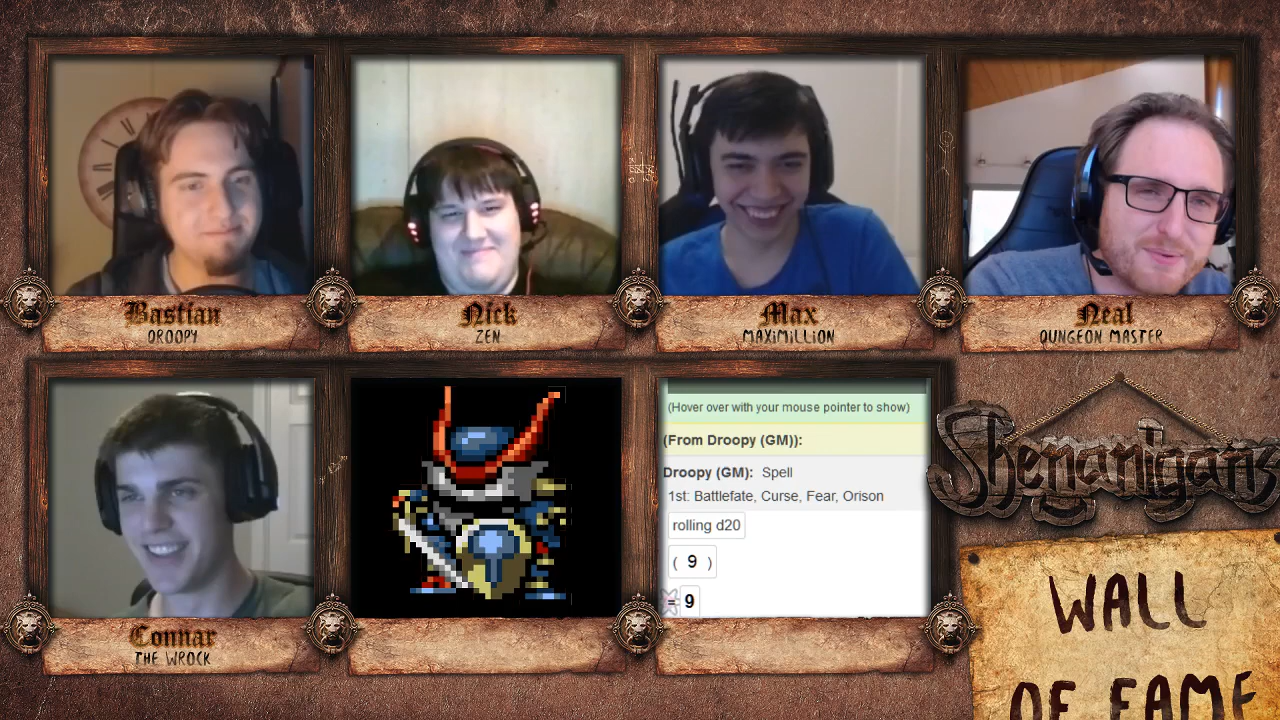 Bastian
DROOPY
Nick
ZEN
Max
MAXIMILLION
Neal
DUNGEON MASTER
Connar
THE WROCK
(Hover over with your mouse pointer to show)
(From Droopy (GM)):
Droopy (GM): Spell
1st: Battlefate, Curse, Fear, Orison
rolling d20
( 9 )
= 9
Shenanigans
WALL
OF FAME